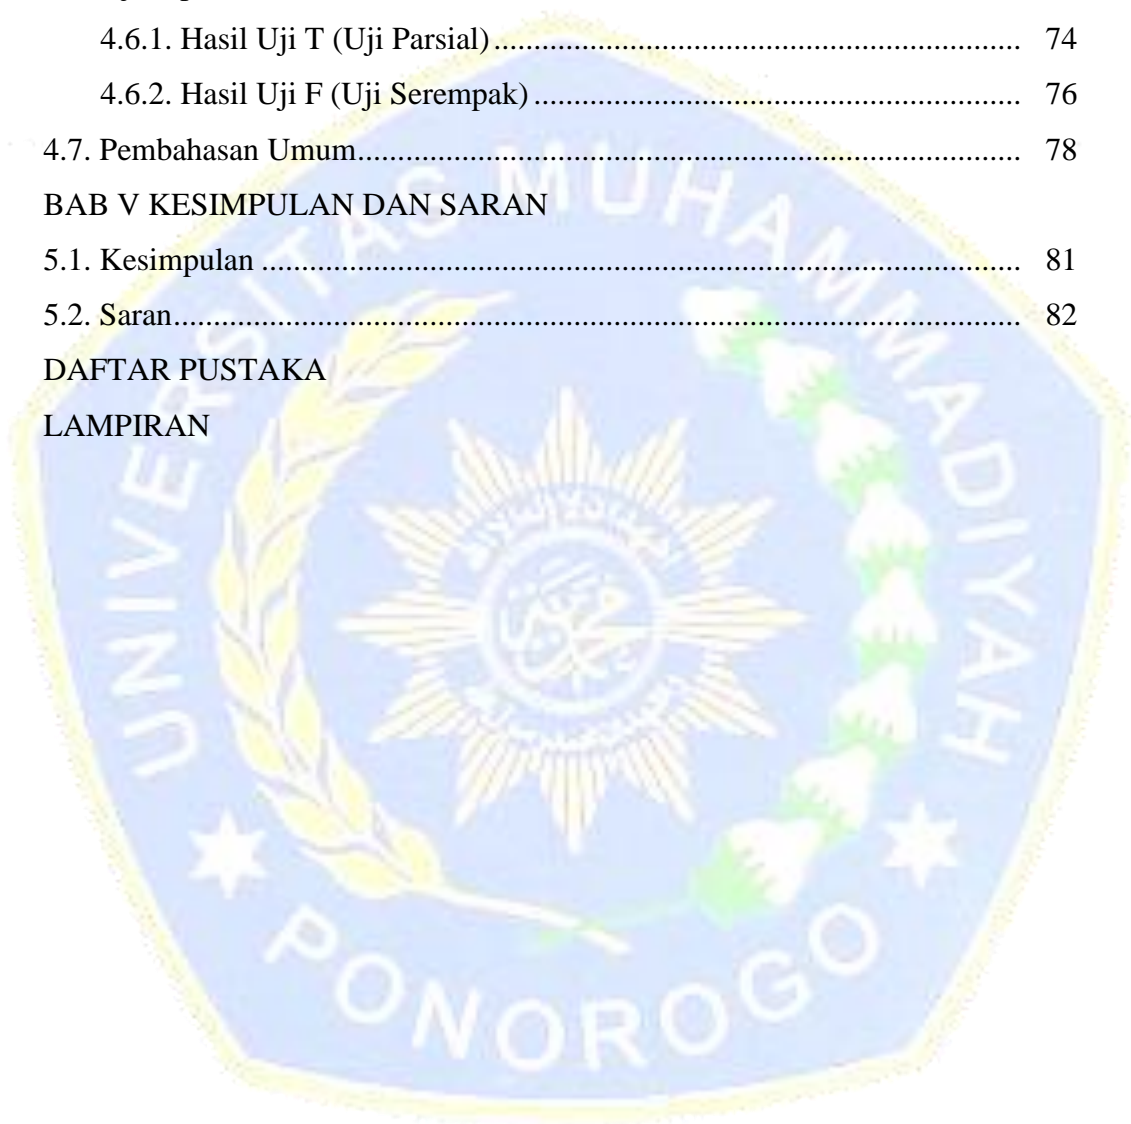 4.6.1. Hasil Uji T (Uji Parsial) .................................................................. 74
4.6.2. Hasil Uji F (Uji Serempak) ............................................................. 76
4.7. Pembahasan Umum................................................................................... 78
BAB V KESIMPULAN DAN SARAN
5.1. Kesimpulan ............................................................................................... 81
5.2. Saran.......................................................................................................... 82
DAFTAR PUSTAKA
LAMPIRAN
UNIVERSITAS MUHAMMADIYAH
PONOROGO